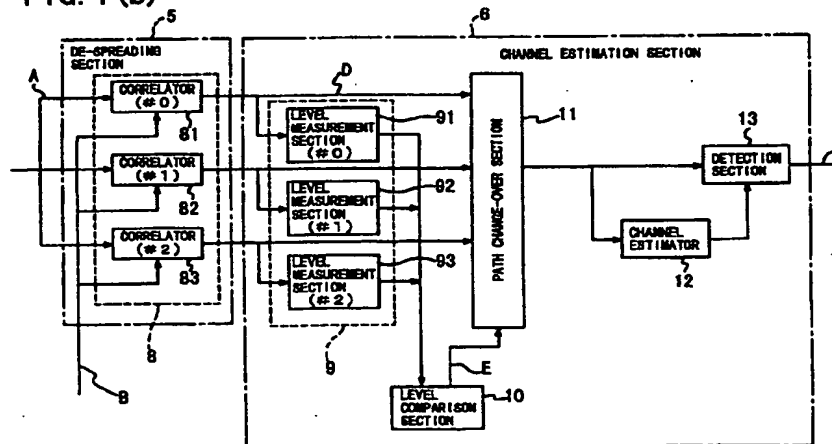 FIG. 1 (b)
5
6
DE-SPREADING
SECTION
CHANNEL ESTIMATION SECTION
A
D
CORRELATOR
(#0)
81
LEVEL
MEASUREMENT
SECTION
(#0)
91
11
13
CORRELATOR
(#1)
82
LEVEL
MEASUREMENT
SECTION
(#1)
92
PATH CHANGE-OVER SECTION
DETECTION
SECTION
CORRELATOR
(#2)
83
LEVEL
MEASUREMENT
SECTION
(#2)
93
CHANNEL
ESTIMATOR
12
8
9
B
E
LEVEL
COMPARISON
SECTION
10